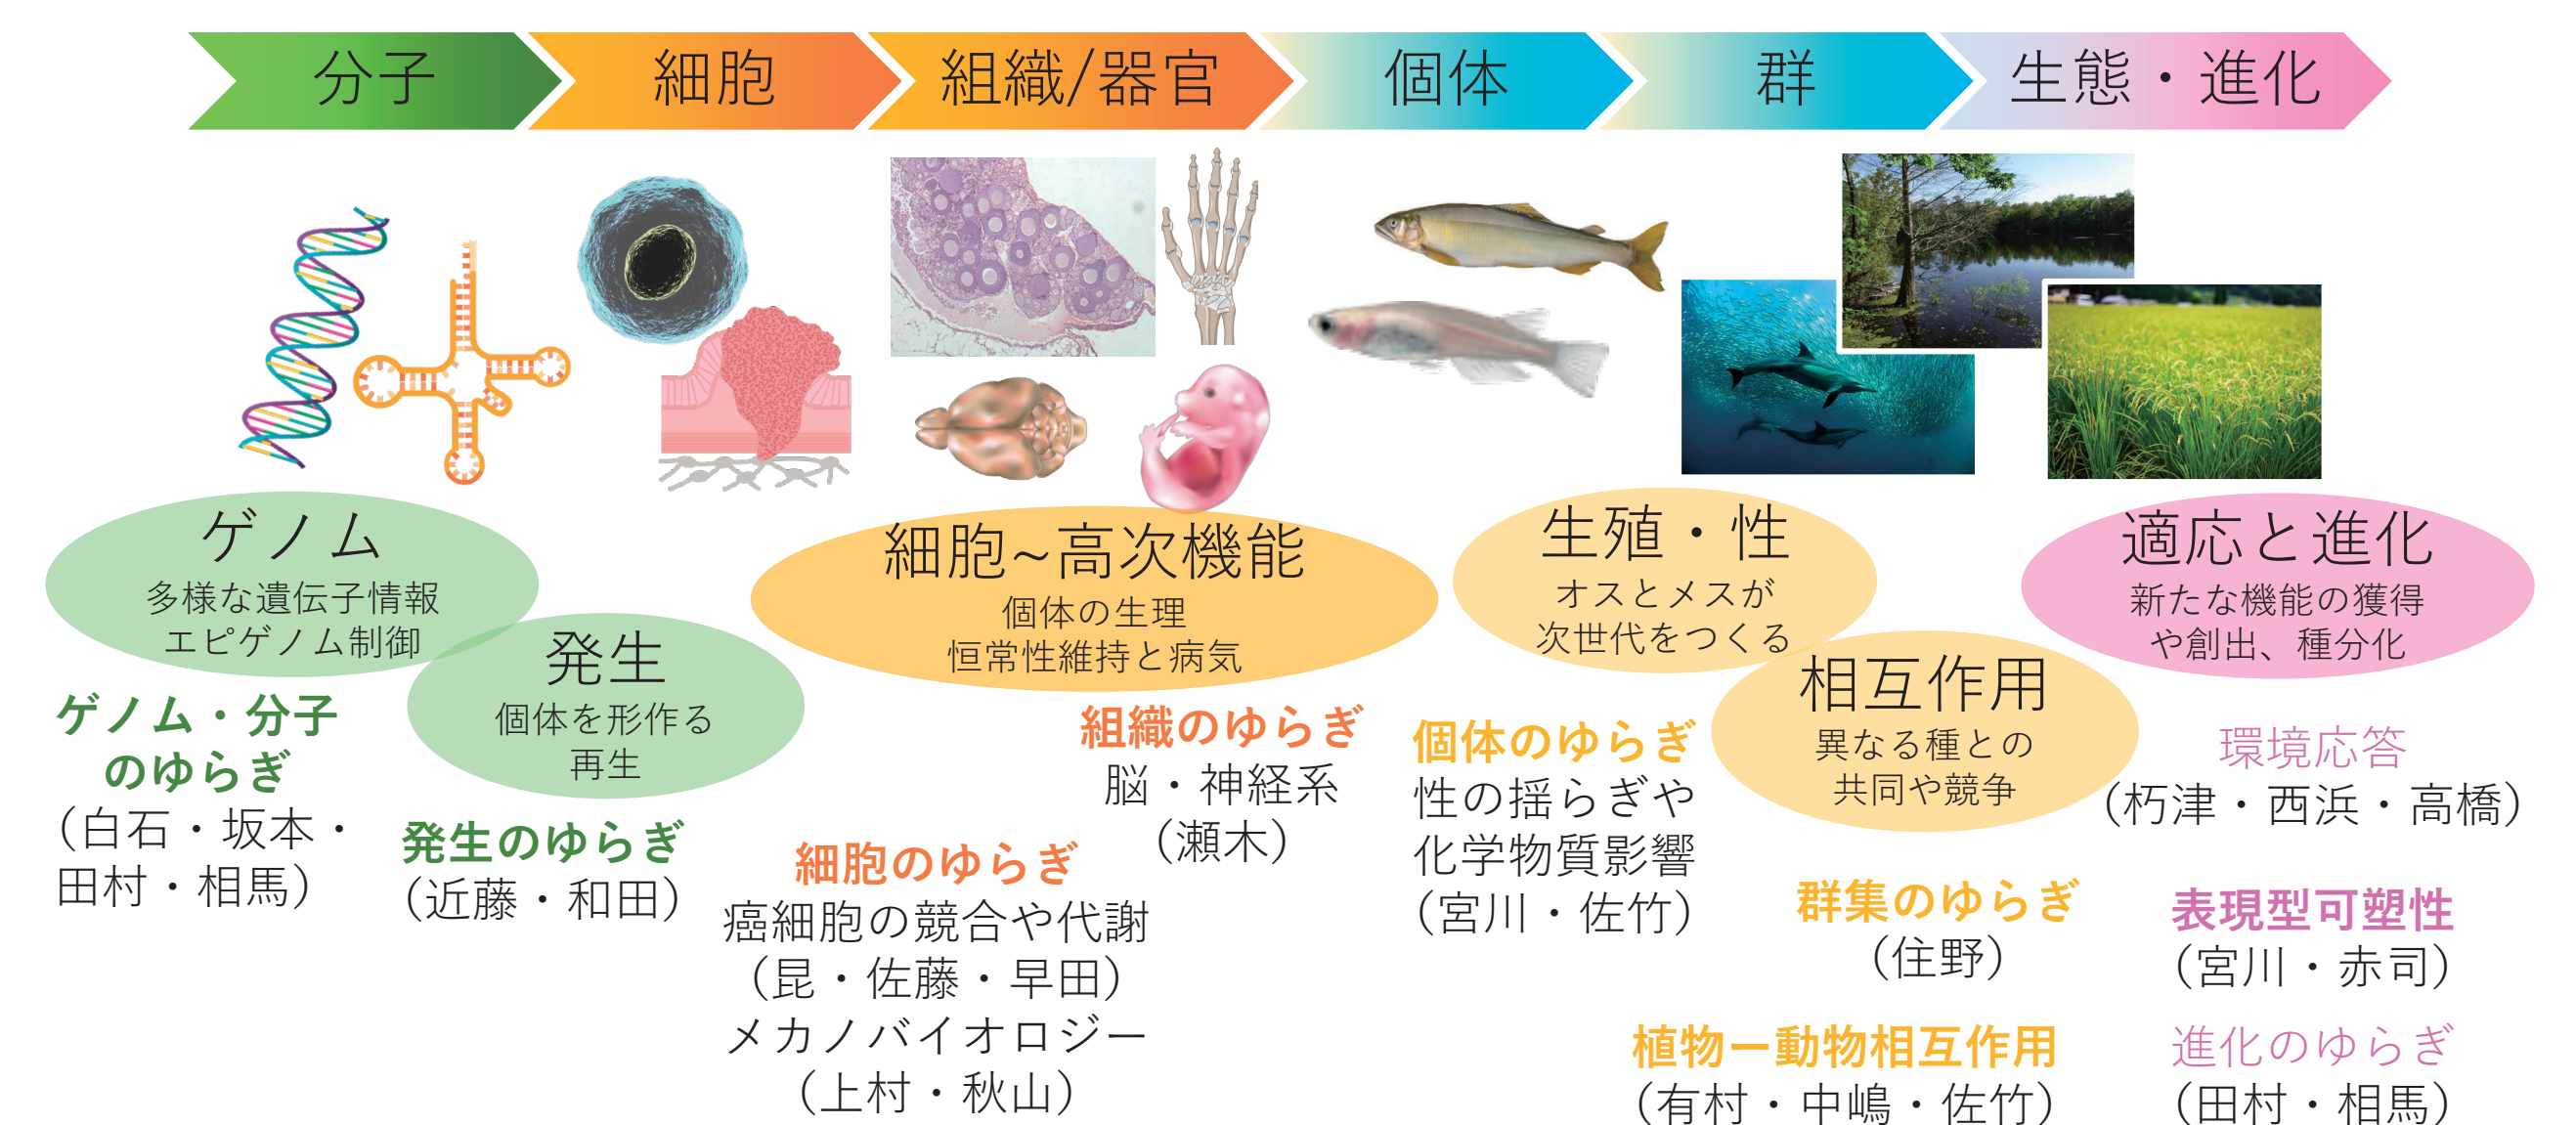 分子
細胞
組織/器官
個体
群
生態・進化
ゲノム
多様な遺伝子情報
エピゲノム制御
発生
個体を形作る
再生
細胞~高次機能
個体の生理
恒常性維持と病気
生殖・性
オスとメスが
次世代をつくる
相互作用
異なる種との
共同や競争
適応と進化
新たな機能の獲得
や創出、種分化
ゲノム・分子
のゆらぎ
（白石・坂本・
田村・相馬）
発生のゆらぎ
（近藤・和田）
細胞のゆらぎ
癌細胞の競合や代謝
（昆・佐藤・早田）
メカノバイオロジー
（上村・秋山）
組織のゆらぎ
脳・神経系
（瀬木）
個体のゆらぎ
性の揺らぎや
化学物質影響
（宮川・佐竹）
群集のゆらぎ
（住野）
植物ー動物相互作用
（有村・中嶋・佐竹）
環境応答
（朽津・西浜・高橋）
表現型可塑性
（宮川・赤司）
進化のゆらぎ
（田村・相馬）